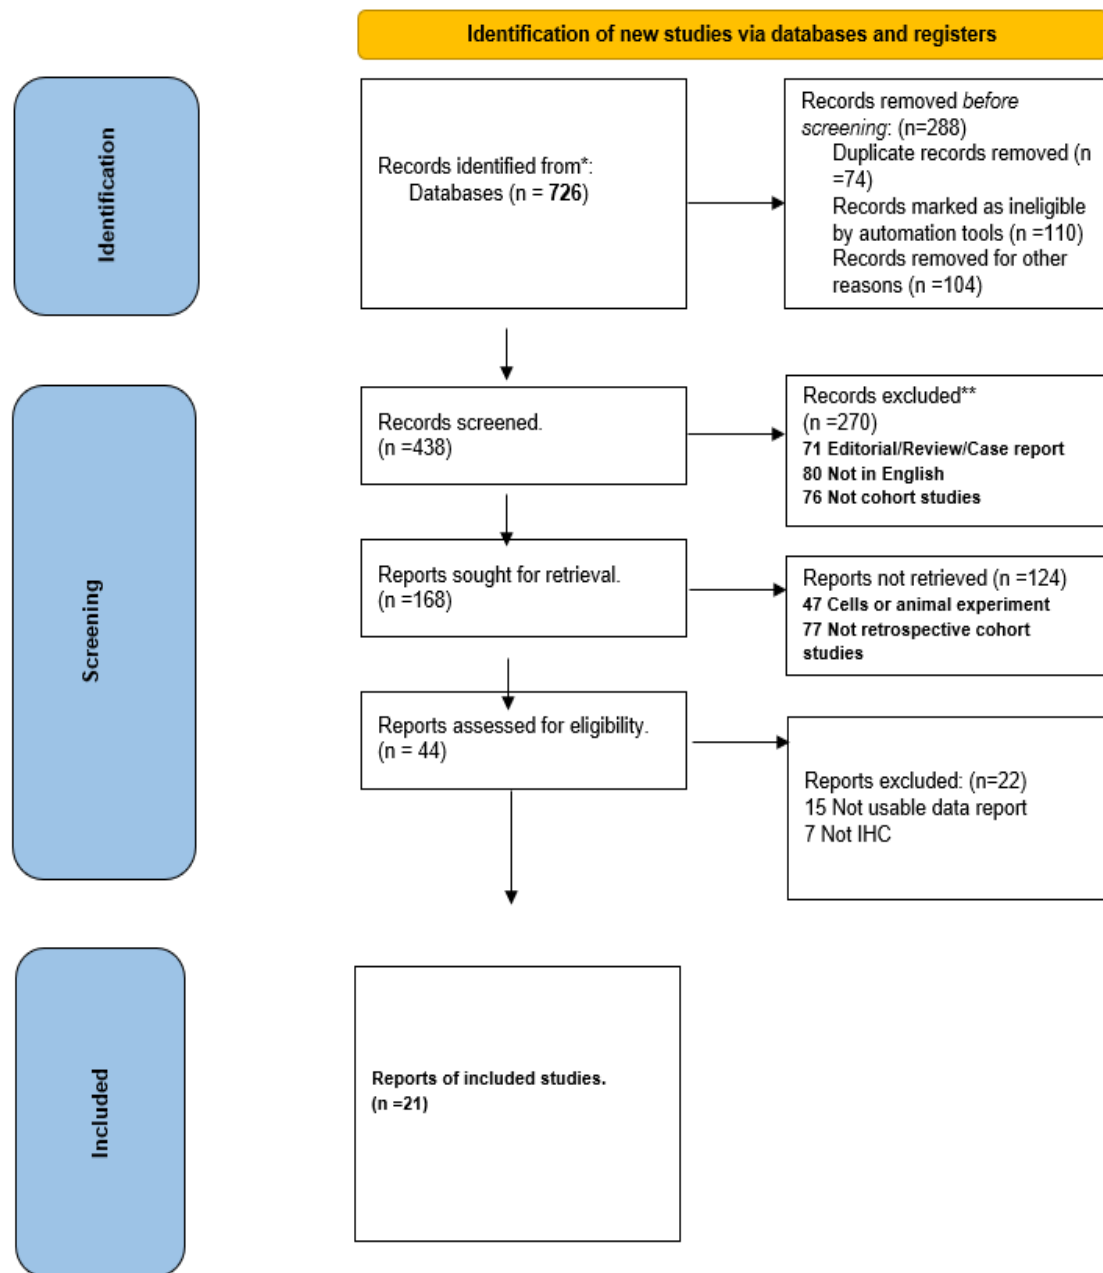 Identification of new studies via databases and registers
Identification
Records identified from*:
Databases (n = 726)
Records removed before
screening: (n=288)
Duplicate records removed (n
=74)
Records marked as ineligible
by automation tools (n =110)
Records removed for other
reasons (n =104)
Screening
Records screened.
(n =438)
Records excluded**
(n =270)
71 Editorial/Review/Case report
80 Not in English
76 Not cohort studies
Reports sought for retrieval.
(n =168)
Reports not retrieved (n =124)
47 Cells or animal experiment
77 Not retrospective cohort
studies
Reports assessed for eligibility.
(n = 44)
Reports excluded: (n=22)
15 Not usable data report
7 Not IHC
Included
Reports of included studies.
(n =21)